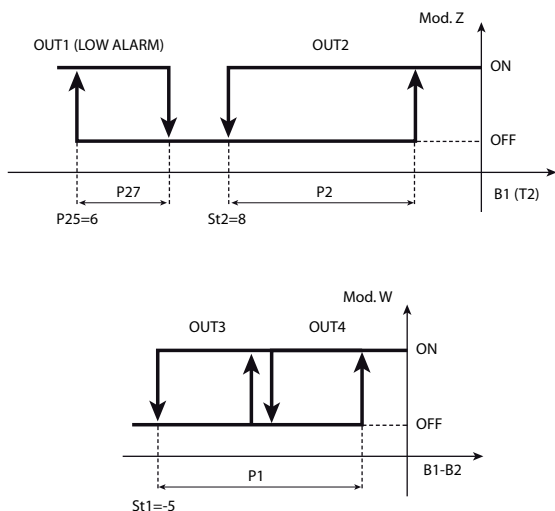 Mod. Z
OUT1 (LOW ALARM)
OUT2
ON
OFF
P27
P2
B1 (T2)
P25=6
St2=8
Mod. W
OUT3
OUT4
ON
OFF
P1
B1-B2
St1=-5